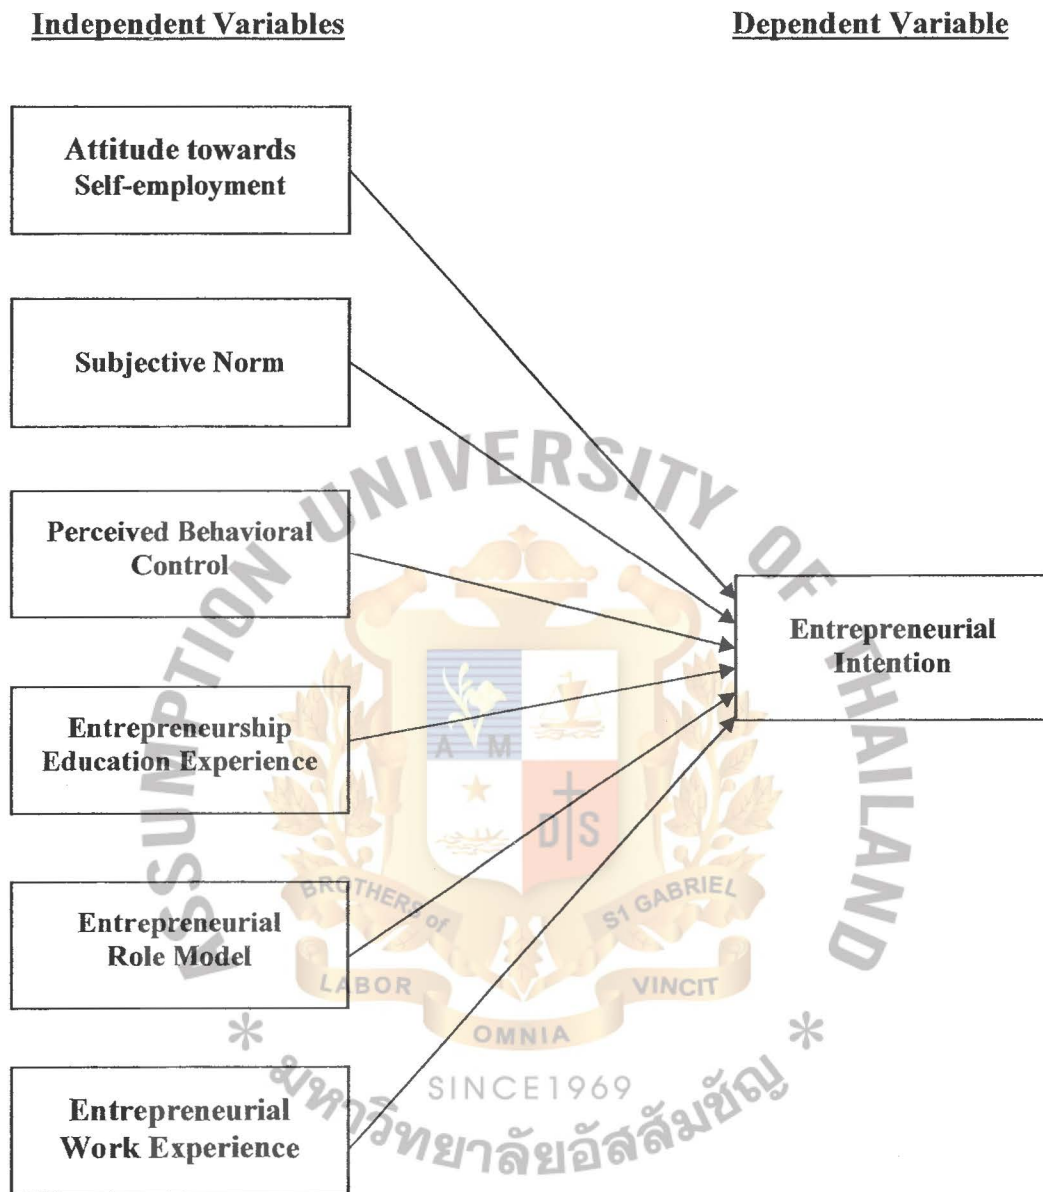 Independent Variables
Dependent Variable
Attitude towards
Self-employment
Subjective Norm
Perceived Behavioral
Control
Entrepreneurship
Education Experience
Entrepreneurial
Role Model
Entrepreneurial
Work Experience
Entrepreneurial
Intention
ASSUMPTION UNIVERSITY OF THAILAND
A M
D S
BROTHERS of
S1 GABRIEL
LABOR
OMNIA
VINCIT
SINCE1969
* มหาวิทยาลัยอัสสัมชัญ *